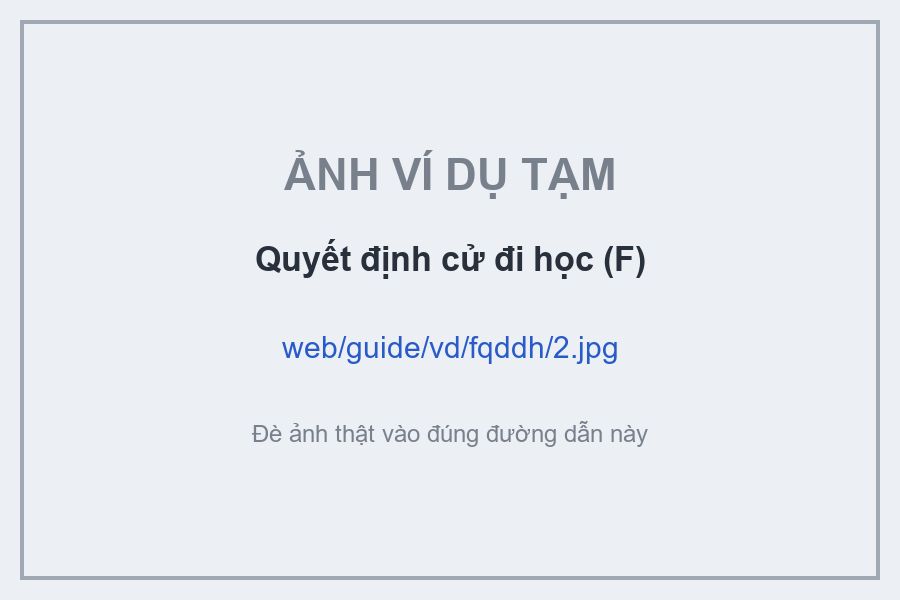 ẢNH VÍ DỤ TẠM
Quyết định cử đi học (F)
web/guide/vd/fqddh/2.jpg
Đè ảnh thật vào đúng đường dẫn này